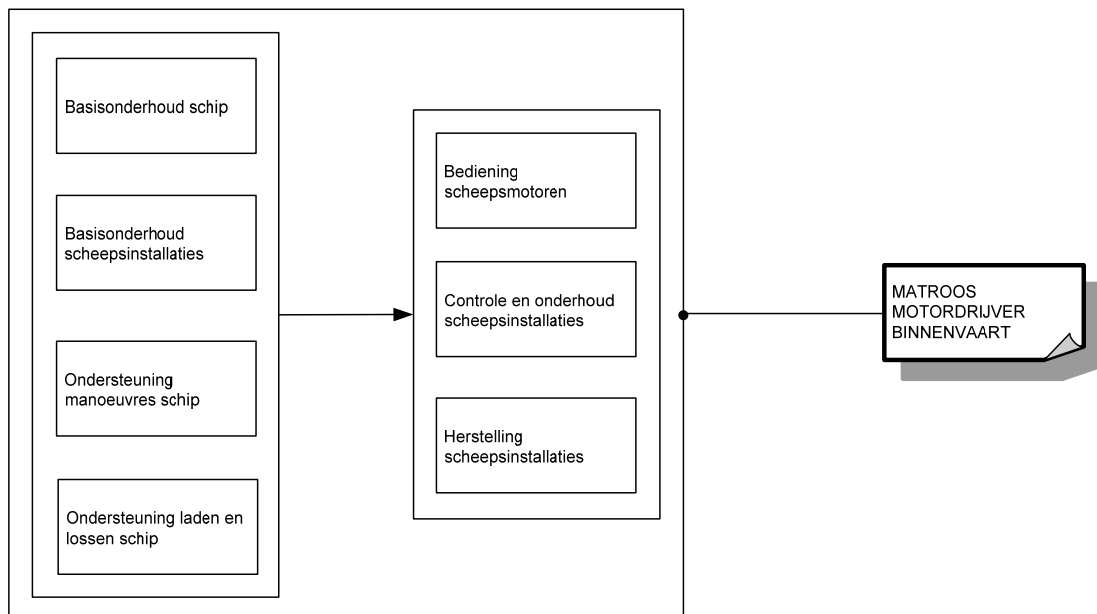 Basisonderhoud schip
Basisonderhoud
scheepsinstallaties
Ondersteuning
manoeuvres schip
Ondersteuning laden en
lossen schip
Bediening
scheepsmotoren
Controle en onderhoud
scheepsinstallaties
Herstelling
scheepsinstallaties
MATROOS
MOTORDRIJVER
BINNENVAART